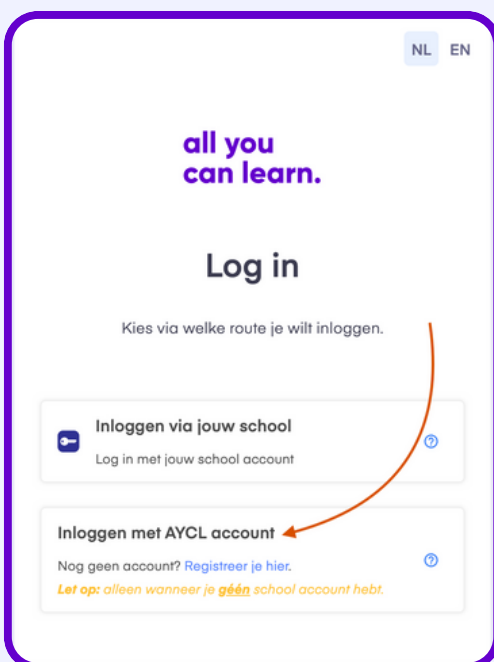 NL EN
all you
can learn.
Log in
Kies via welke route je wilt inloggen.
Inloggen via jouw school
Log in met jouw school account
Inloggen met AYCL account
Nog geen account? Registreer je hier.
Let op: alleen wanneer je géén school account hebt.